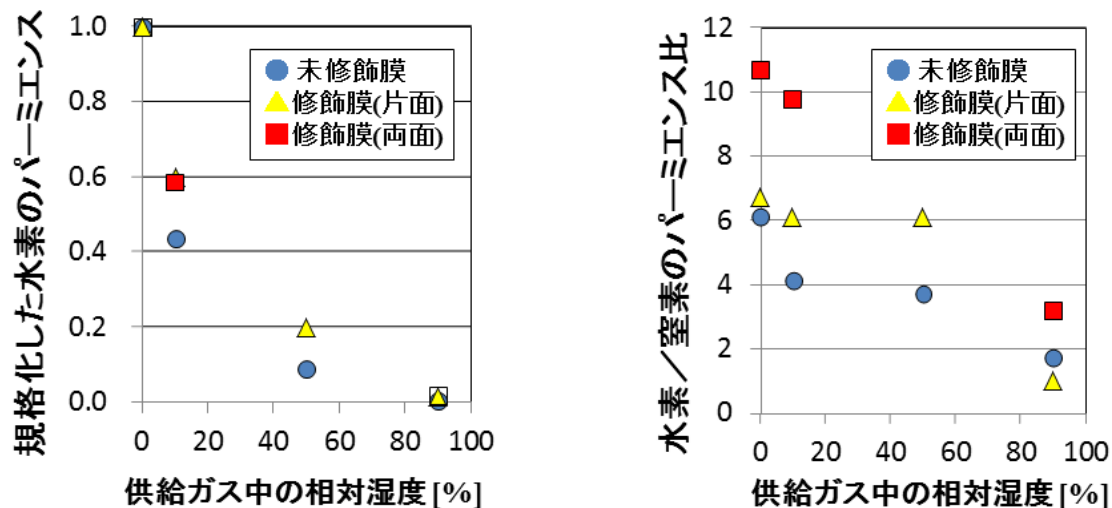 規格化した水素のパーミエンス
1.0
0.8
0.6
0.4
0.2
0.0
未修飾膜
修飾膜(片面)
修飾膜(両面)
0 20 40 60 80 100
供給ガス中の相対湿度 [%]
水素／窒素のパーミエンス比
12
10
8
6
4
2
0
未修飾膜
修飾膜(片面)
修飾膜(両面)
0 20 40 60 80 100
供給ガス中の相対湿度 [%]